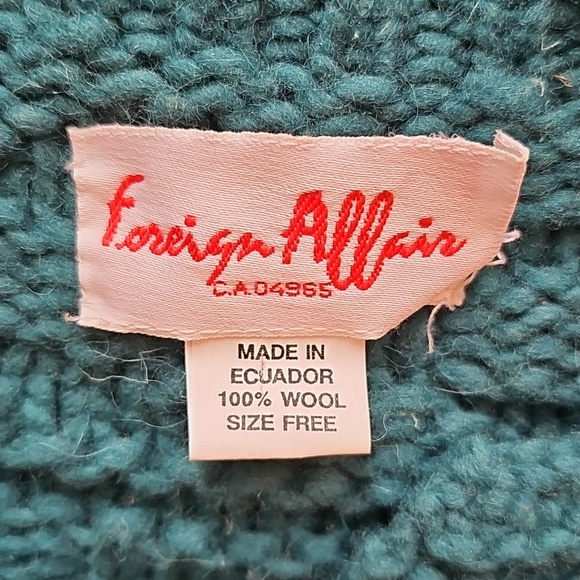 Foreign Affair
C.A.04965
MADE IN
ECUADOR
100% WOOL
SIZE FREE